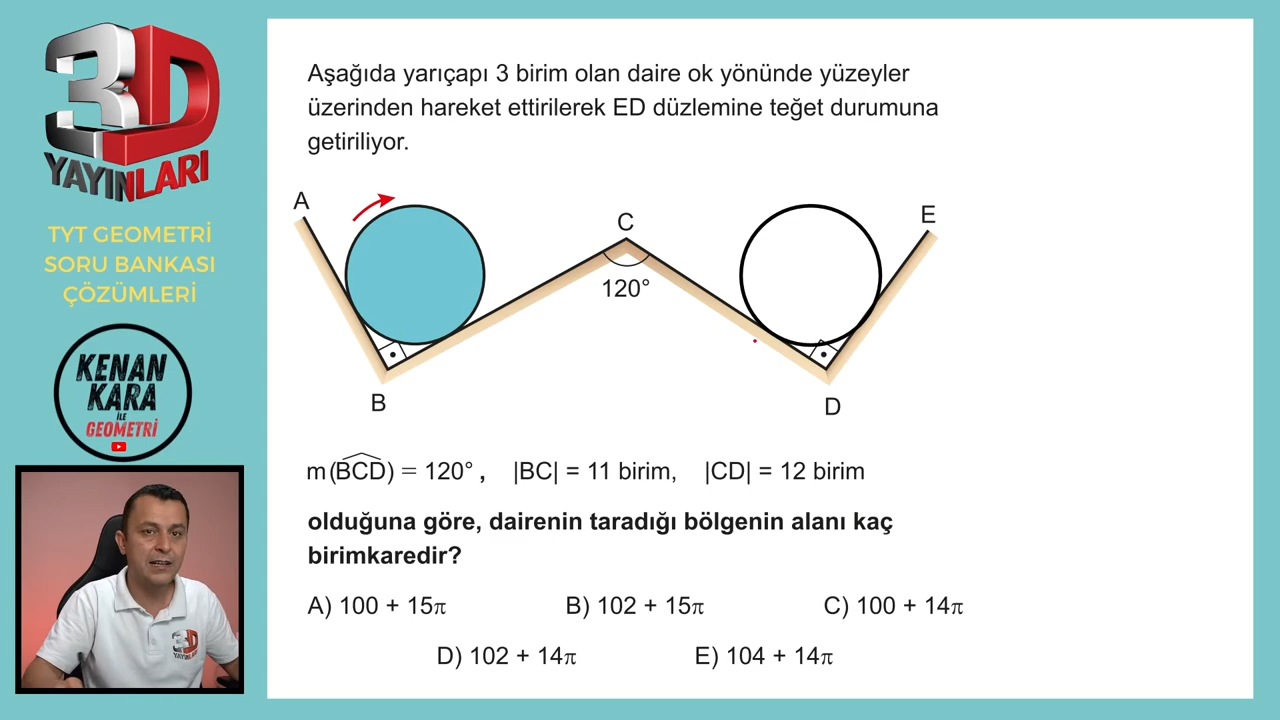 3D
YAYINLARI
TYT GEOMETRİ
SORU BANKASI
ÇÖZÜMLERİ
KENAN
KARA
İLE
GEOMETRİ
3D
YAYINLARI
Aşağıda yarıçapı 3 birim olan daire ok yönünde yüzeyler
üzerinden hareket ettirilerek ED düzlemine teğet durumuna
getiriliyor.
A
C
E
120°
B
D
m(BCD) = 120° , |BC| = 11 birim, |CD| = 12 birim
olduğuna göre, dairenin taradığı bölgenin alanı kaç
birimkaredir?
A) 100 + 15π B) 102 + 15π C) 100 + 14π
D) 102 + 14π E) 104 + 14π